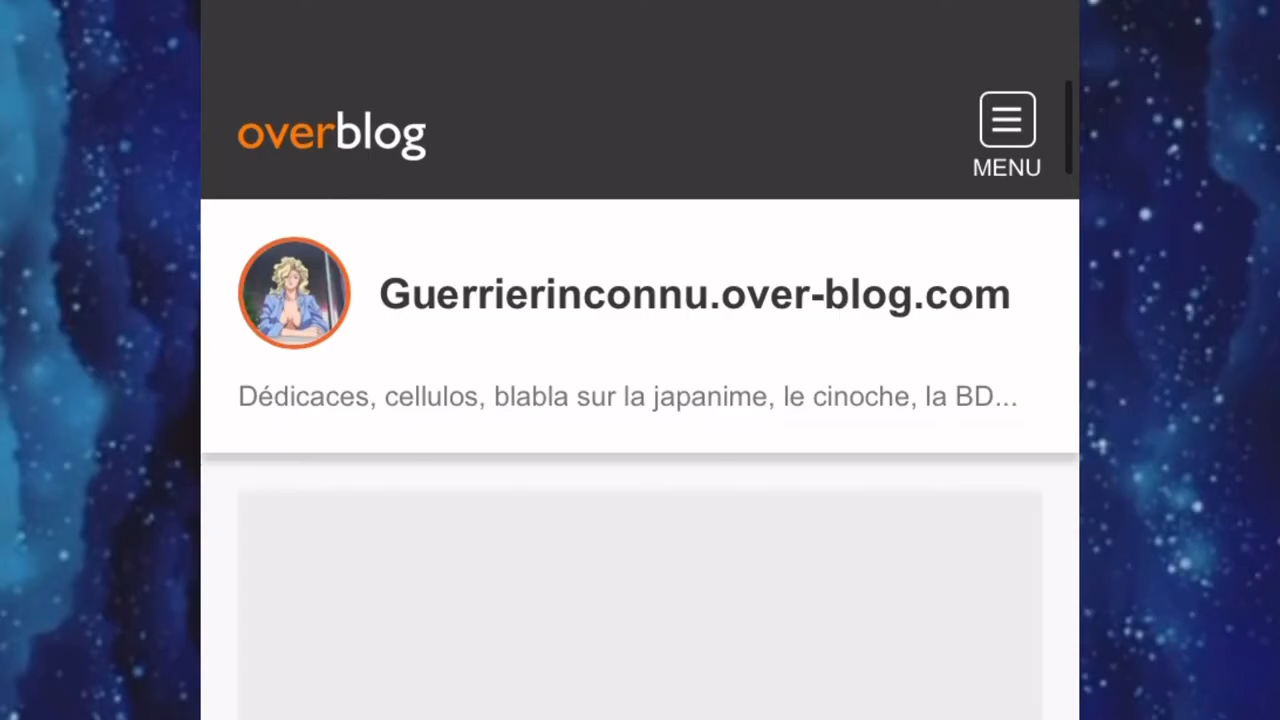 overblog
MENU
Guerrierinconnu.over-blog.com
Dédicaces, cellulos, blabla sur la japanime, le cinoche, la BD...